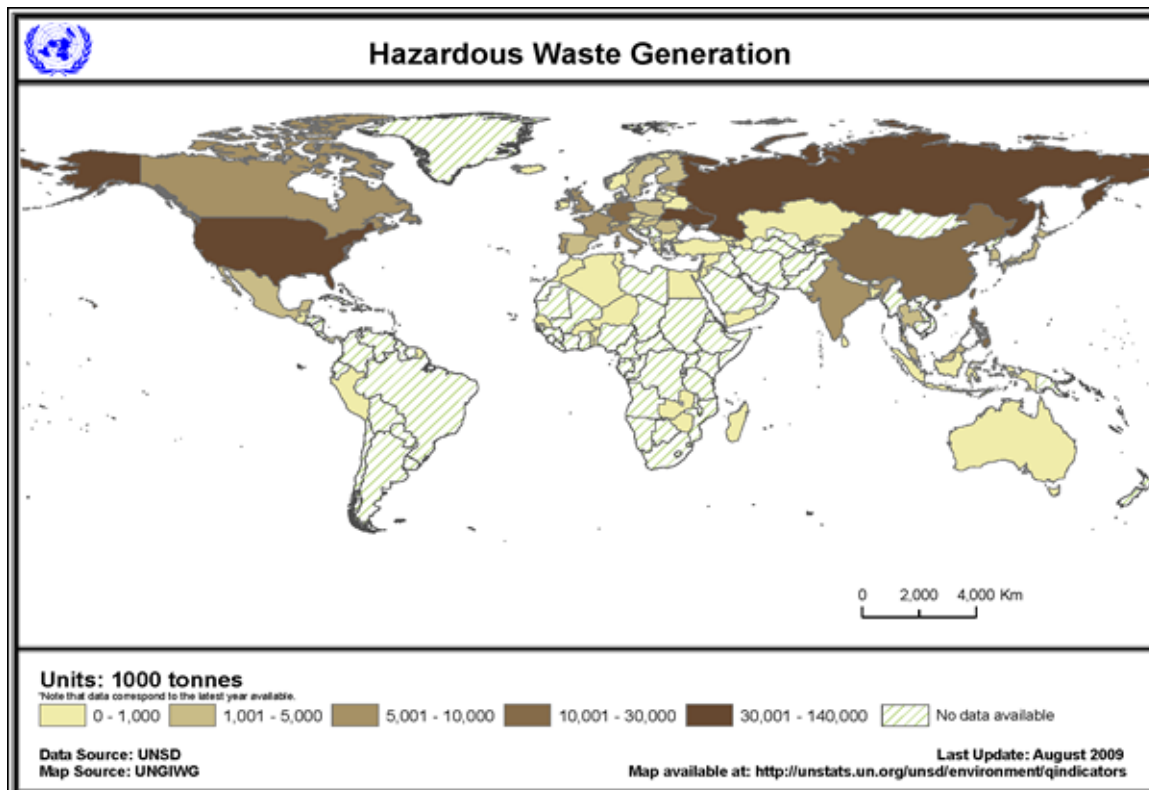 Hazardous Waste Generation
0 2,000 4,000 Km
Units: 1000 tonnes
*Note that data correspond to the latest year available.
0 - 1,000 1,001 - 5,000 5,001 - 10,000 10,001 - 30,000 30,001 - 140,000 No data available
Data Source: UNSD Last Update: August 2009
Map Source: UNGIWG Map available at: http://unstats.un.org/unsd/environment/qindicators